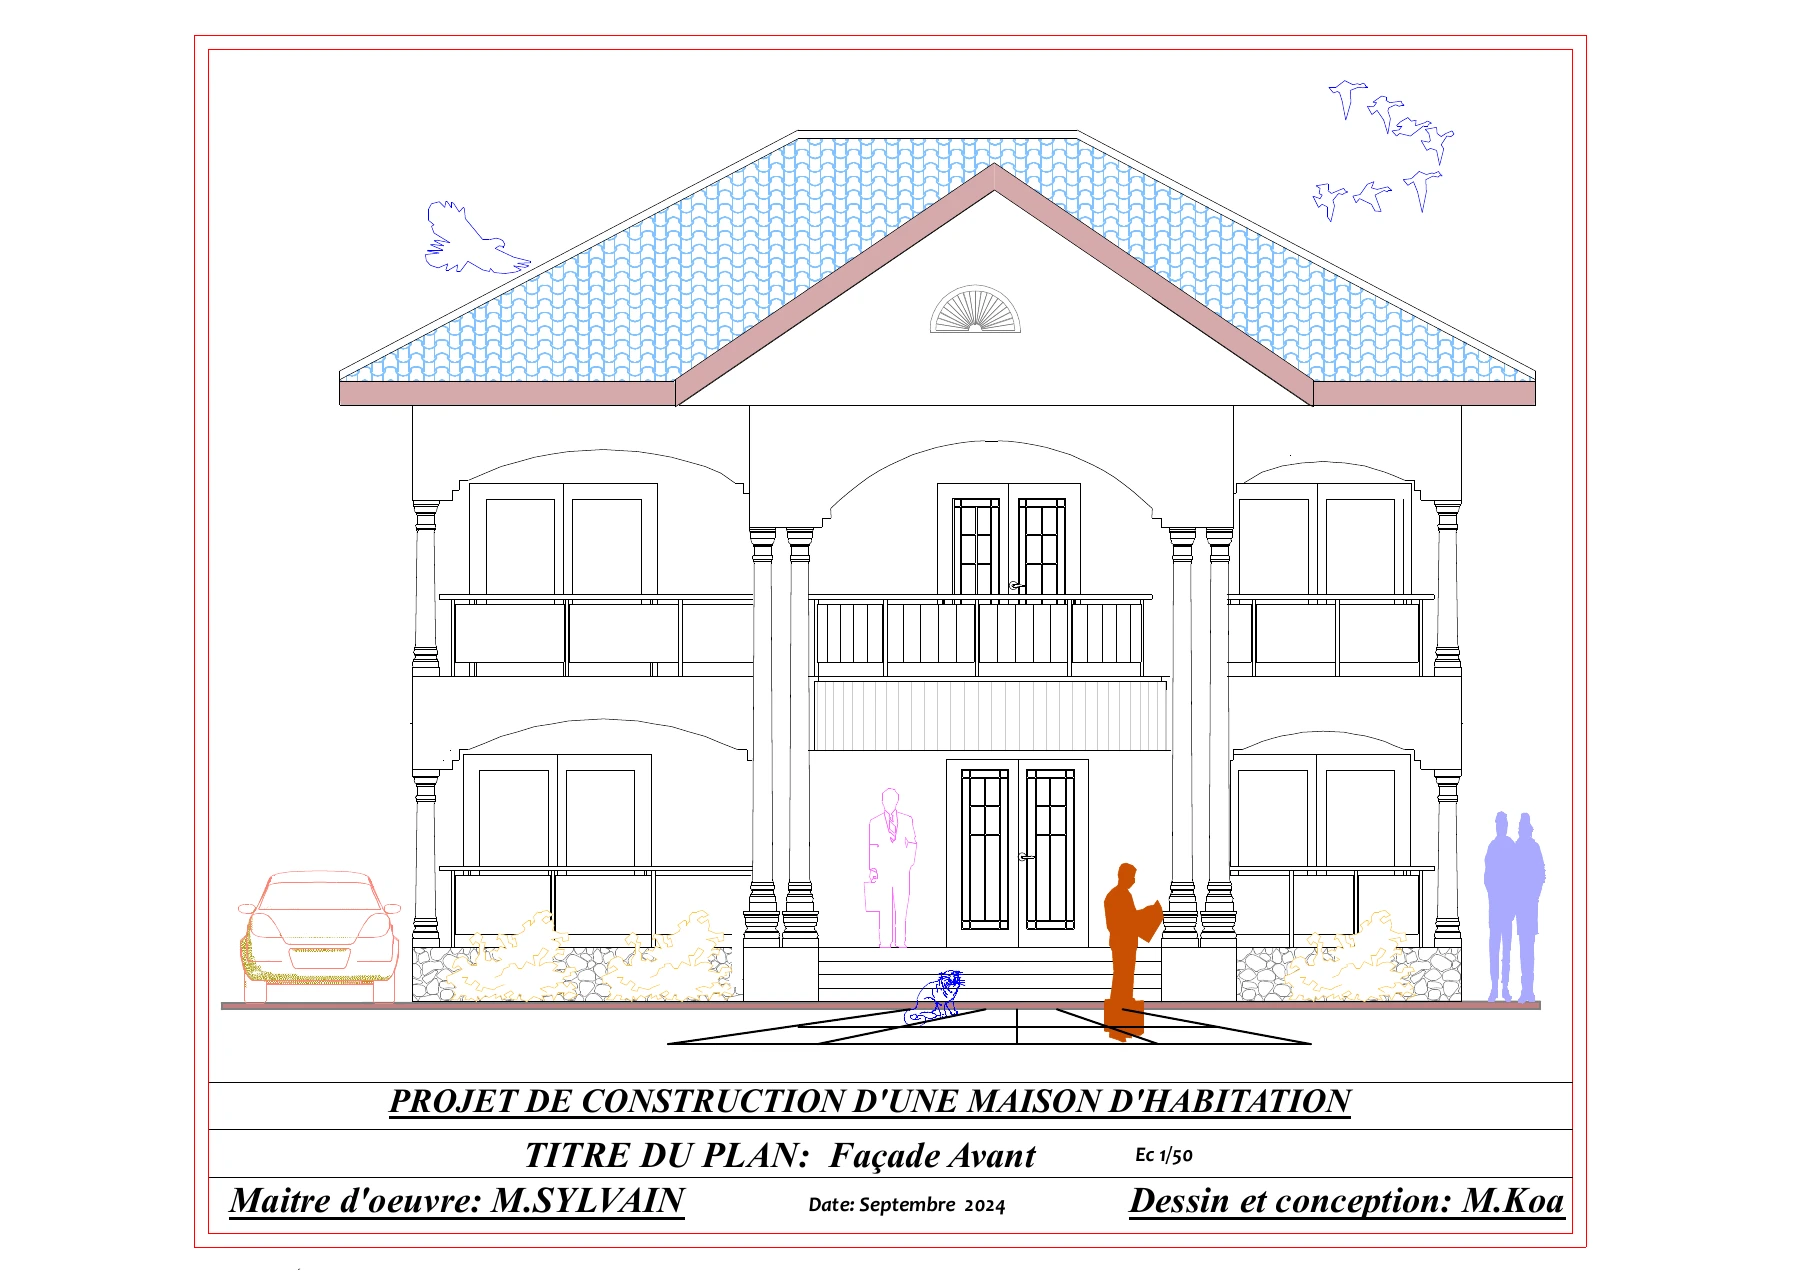 PROJET DE CONSTRUCTION D'UNE MAISON D'HABITATION
TITRE DU PLAN: Façade Avant Ec 1/50
Maitre d'oeuvre: M.SYLVAIN Date: Septembre 2024 Dessin et conception: M.Koa